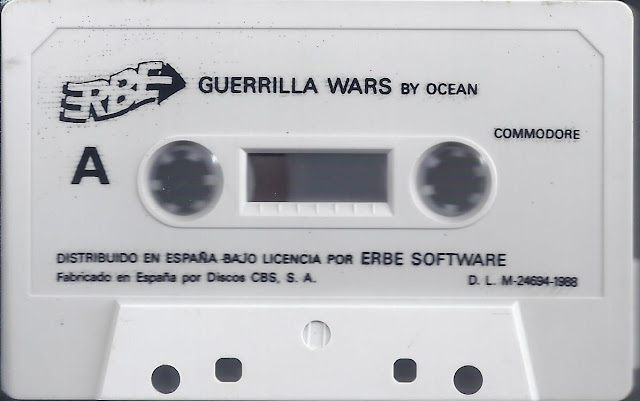 ERBE
GUERRILLA WARS BY OCEAN
COMMODORE
A
DISTRIBUIDO EN ESPAÑA BAJO LICENCIA POR ERBE SOFTWARE
Fabricado en España por Discos CBS, S. A.
D. L. M-24694-1988